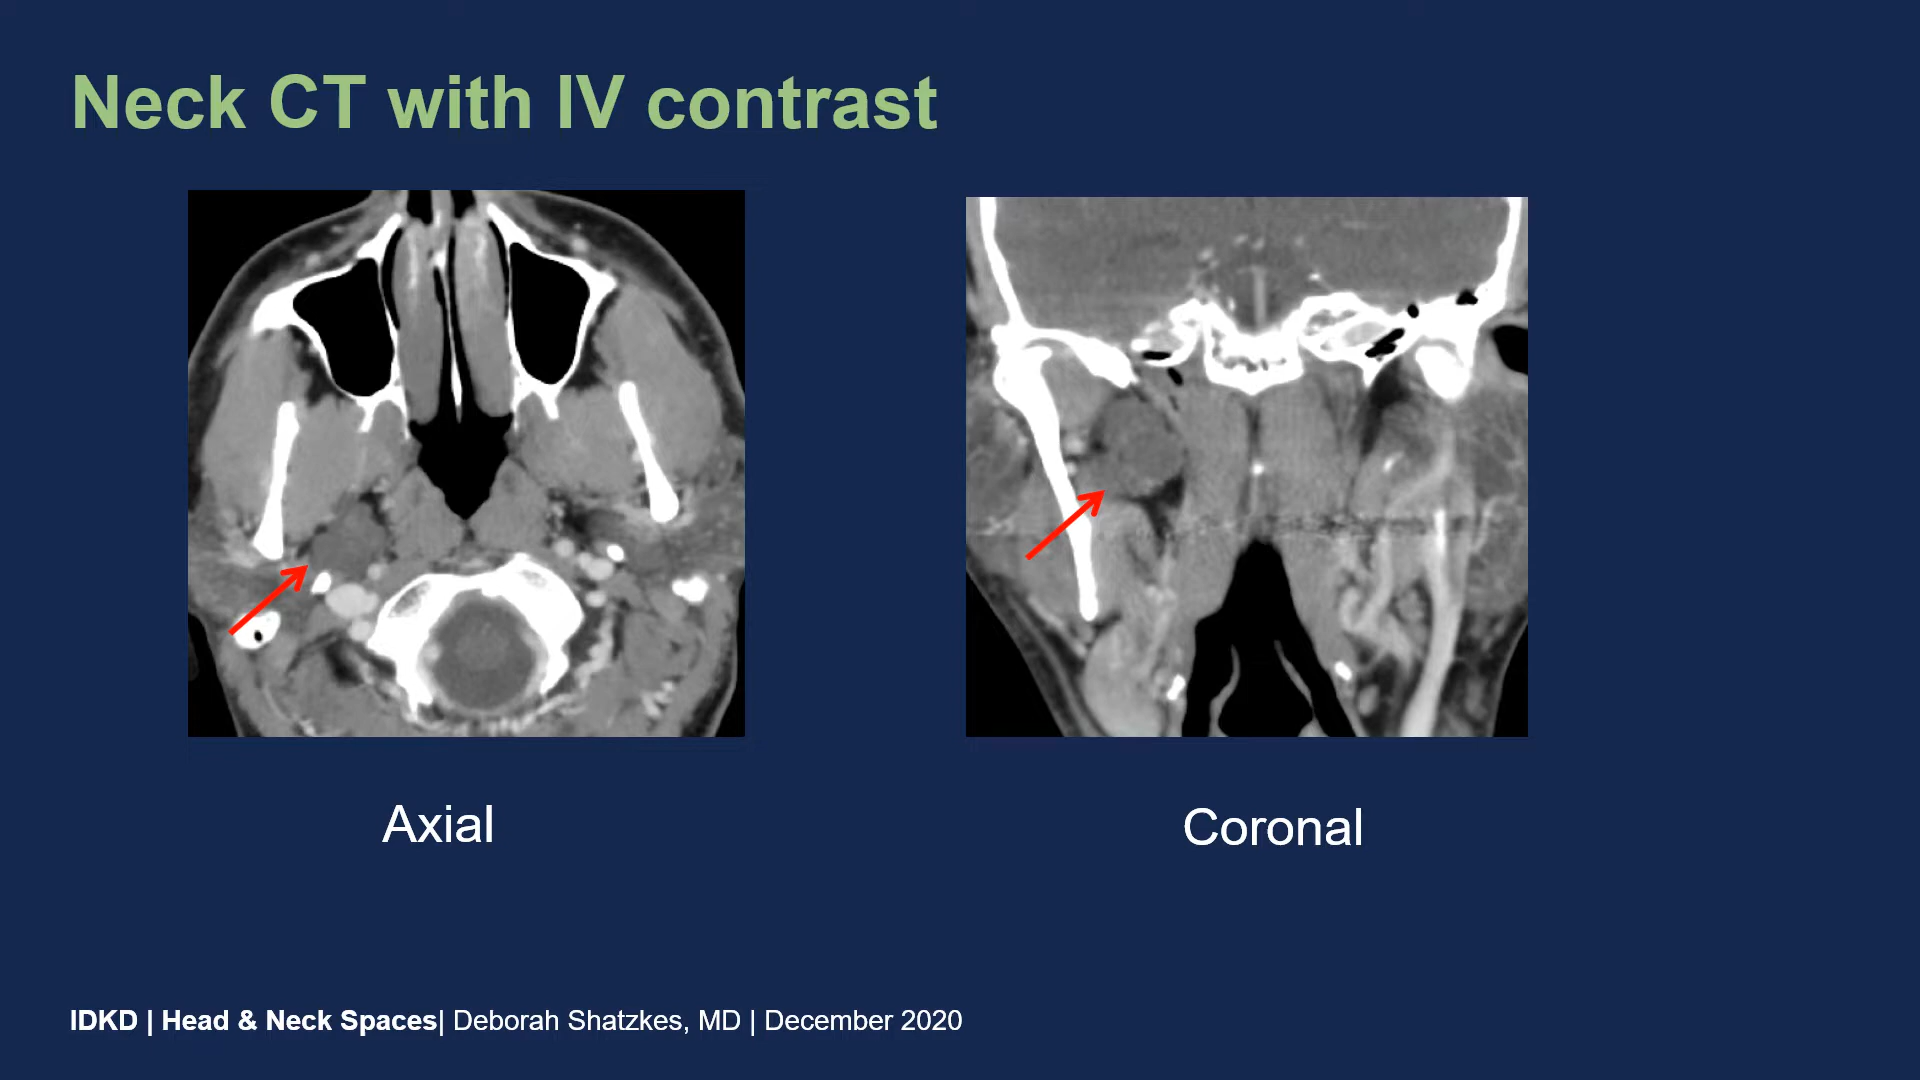 Neck CT with IV contrast
Axial
Coronal
IDKD | Head & Neck Spaces| Deborah Shatzkes, MD | December 2020